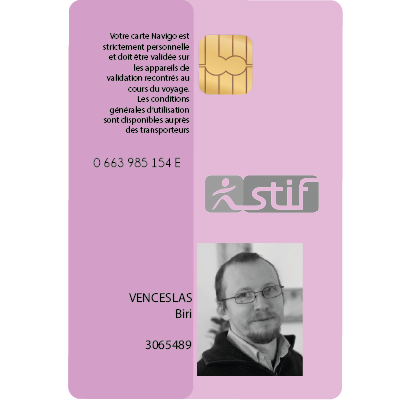 Votre carte Navigo est
strictement personnelle
et doit être validée sur
les appareils de
validation recontrés au
cours du voyage.
Les conditions
générales d'utilisation
sont disponibles auprès
des transporteurs
0 663 985 154 E
stif
VENCESLAS
Biri
3065489